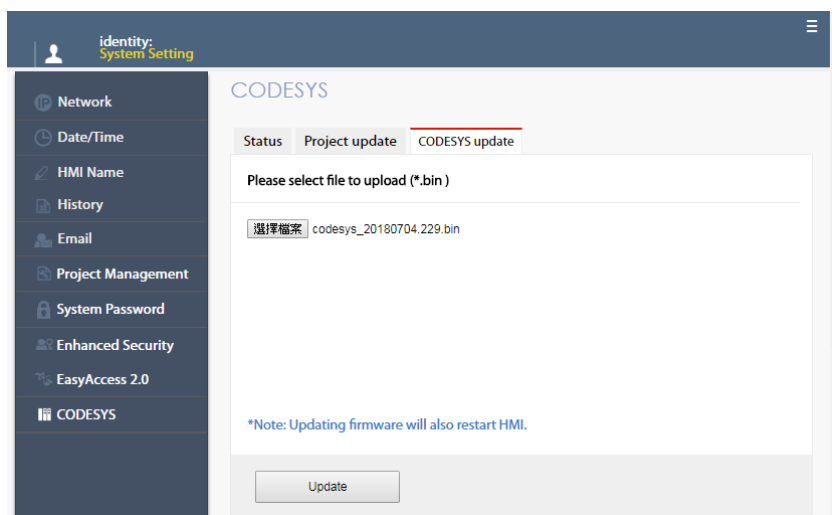 identity:
System Setting
Network
Date/Time
HMI Name
History
Email
Project Management
System Password
Enhanced Security
EasyAccess 2.0
CODESYS
CODESYS
Status Project update CODESYS update
Please select file to upload (*.bin )
選擇檔案 codesys_20180704.229.bin
*Note: Updating firmware will also restart HMI.
Update